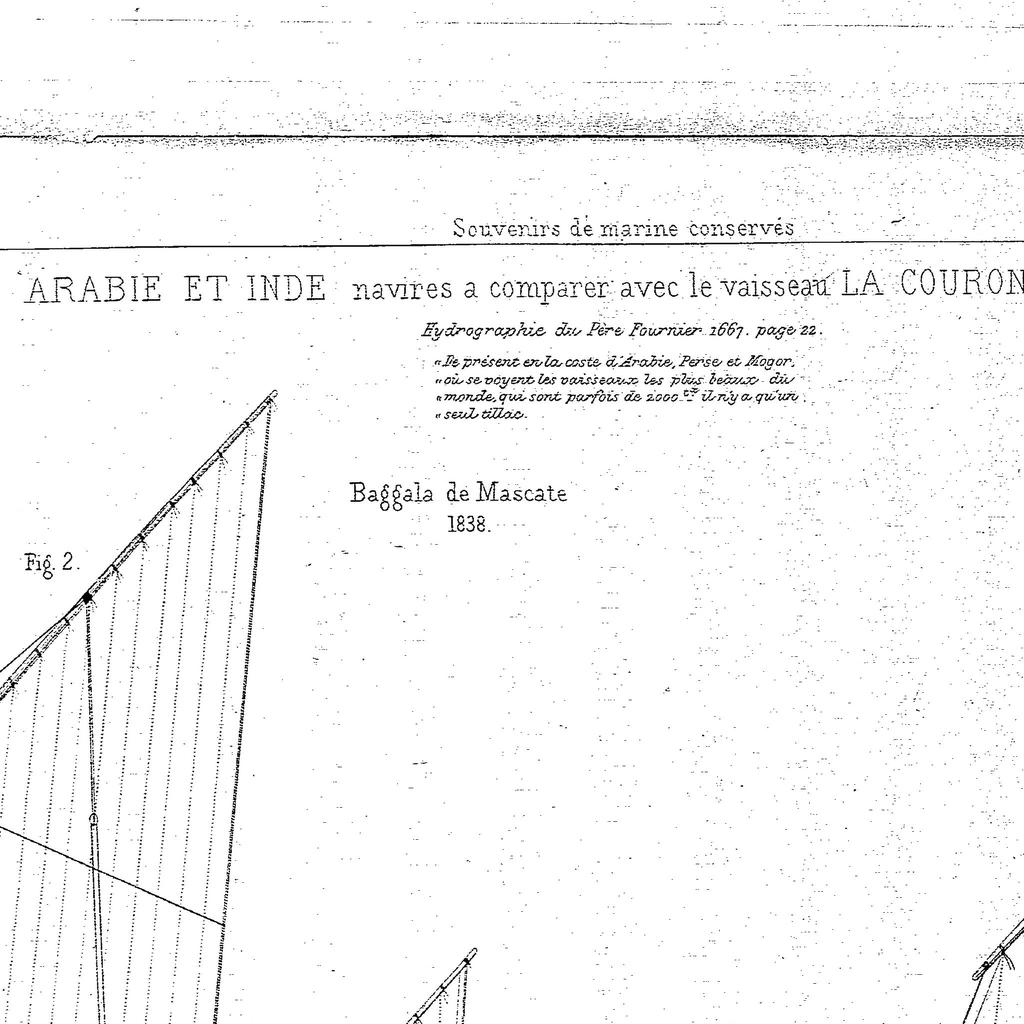 Souvenirs de marine conservés
ARABIE ET INDE navires a comparer avec le vaisseau LA COURON
Hydrographie du Père Fournier 1667. page 22.
« De présent en la coste d'Arabie, Perse et Mogor,
« où se voyent les vaisseaux les plus beaux du
« monde, qui sont parfois de 2000 tx il n'y a qu'un
« seul tillac.
Baggala de Mascate
1838.
Fig. 2.